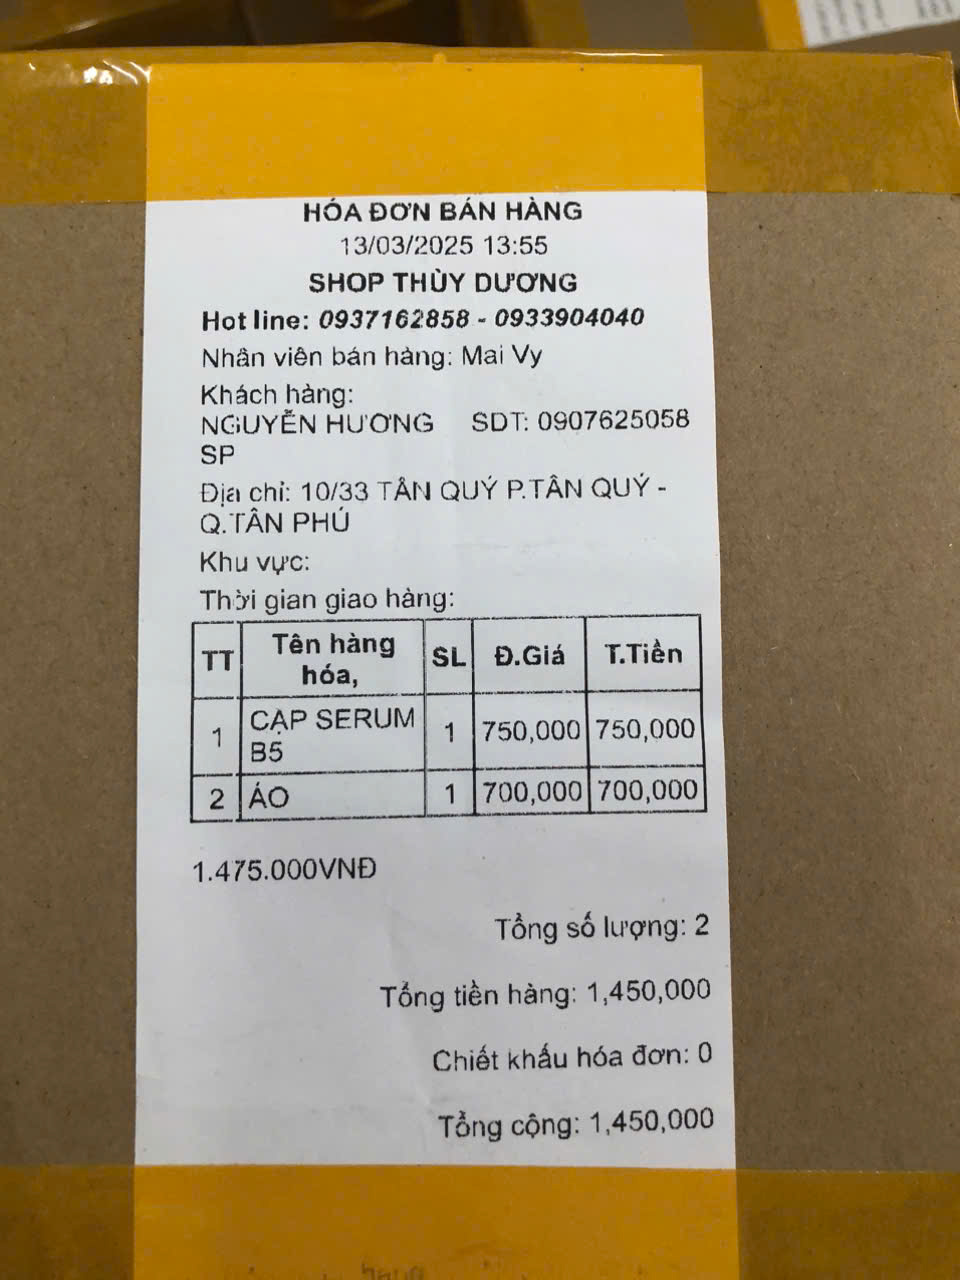 HÓA ĐƠN BÁN HÀNG
13/03/2025 13:55
SHOP THÙY DƯƠNG
Hot line: 0937162858 - 0933904040
Nhân viên bán hàng: Mai Vy
Khách hàng:
NGUYỄN HƯƠNG SDT: 0907625058
SP
Địa chỉ: 10/33 TÂN QUÝ P.TÂN QUÝ -
Q.TÂN PHÚ
Khu vực:
Thời gian giao hàng:
TT Tên hàng hóa, SL Đ.Giá T.Tiền
1 CẶP SERUM B5 1 750,000 750,000
2 ÁO 1 700,000 700,000
1.475.000VNĐ
Tổng số lượng: 2
Tổng tiền hàng: 1,450,000
Chiết khấu hóa đơn: 0
Tổng cộng: 1,450,000